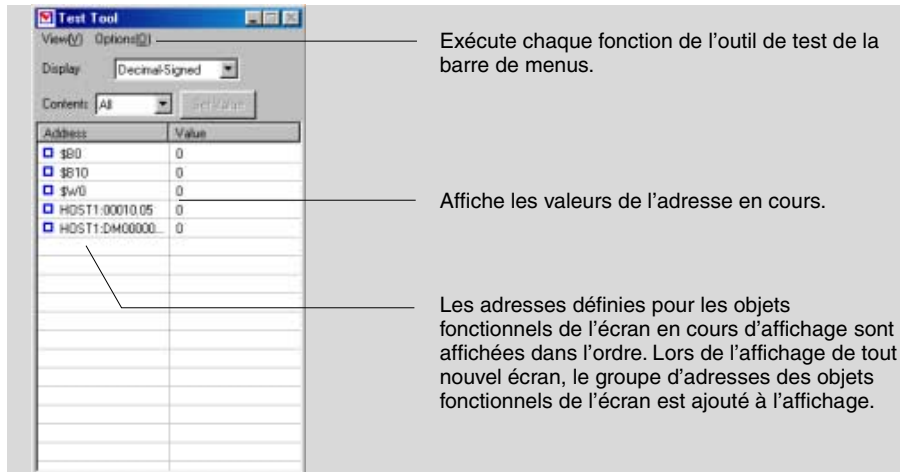 Test Tool
View(V) Options(O)
Display Decimal-Signed
Contents All Set Value
Address Value
$B0 0
$B10 0
$W0 0
HOST1:00010.05 0
HOST1:DM00000... 0
Exécute chaque fonction de l'outil de test de la
barre de menus.
Affiche les valeurs de l'adresse en cours.
Les adresses définies pour les objets
fonctionnels de l'écran en cours d'affichage sont
affichées dans l'ordre. Lors de l'affichage de tout
nouvel écran, le groupe d'adresses des objets
fonctionnels de l'écran est ajouté à l'affichage.